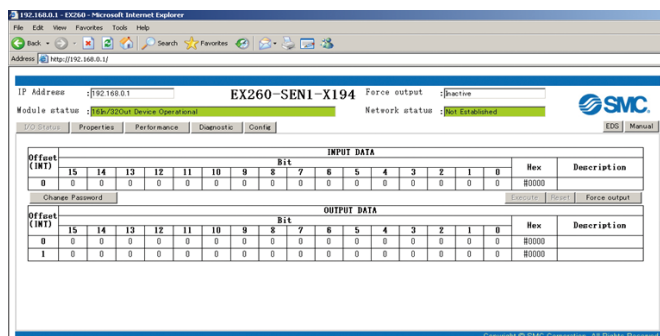 192.168.0.1 - EX260 - Microsoft Internet Explorer
File Edit View Favorites Tools Help
Back Search Favorites
Address http://192.168.0.1/
IP Address :192.168.0.1 EX260-SEN1-X194 Force output :Inactive
Module status :16In/32Out Device Operational Network status :Not Established
SMC.
I/O Status Properties Performance Diagnostic Config EDS Manual
INPUT DATA
Offset (INT) Bit Hex Description
15 14 13 12 11 10 9 8 7 6 5 4 3 2 1 0
0 0 0 0 0 0 0 0 0 0 0 0 0 0 0 0 0 #0000
Change Password Execute Reset Force output
OUTPUT DATA
Offset (INT) Bit Hex Description
15 14 13 12 11 10 9 8 7 6 5 4 3 2 1 0
0 0 0 0 0 0 0 0 0 0 0 0 0 0 0 0 0 #0000
1 0 0 0 0 0 0 0 0 0 0 0 0 0 0 0 0 #0000
Copyright © SMC Corporation. All Rights Reserved.